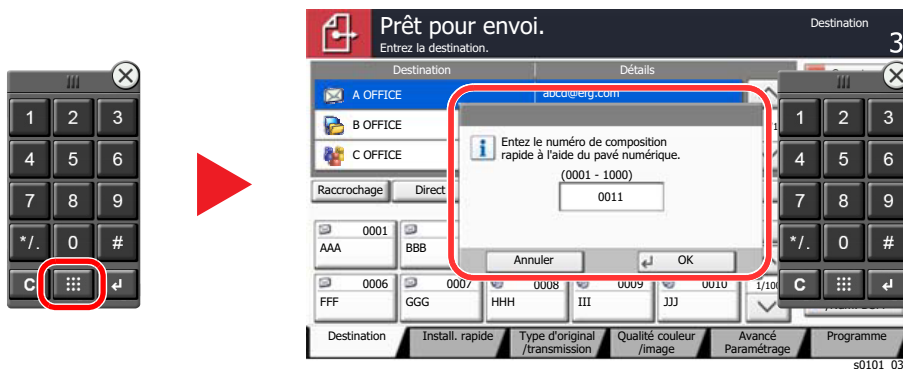 1 2 3
4 5 6
7 8 9
*/. 0 #
C
Prêt pour envoi.
Entrez la destination.
Destination
3
Destination Détails
A OFFICE abcd@efg.com
B OFFICE
C OFFICE
Entez le numéro de composition
rapide à l'aide du pavé numérique.
(0001 - 1000)
0011
Annuler OK
Raccrochage Direct
0001
AAA BBB
0006 0007 0008 0009 0010 1/100
FFF GGG HHH III JJJ
1 2 3
4 5 6
7 8 9
*/. 0 #
C
Destination Install. rapide Type d'original
/transmission Qualité couleur
/image Avancé
Paramétrage Programme
s0101_03